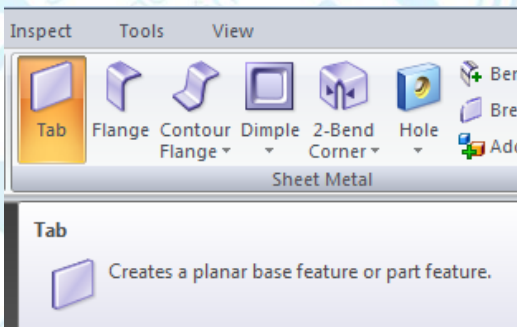 Inspect Tools View
Tab Flange Contour Flange Dimple 2-Bend Corner Hole
Sheet Metal
Tab
Creates a planar base feature or part feature.